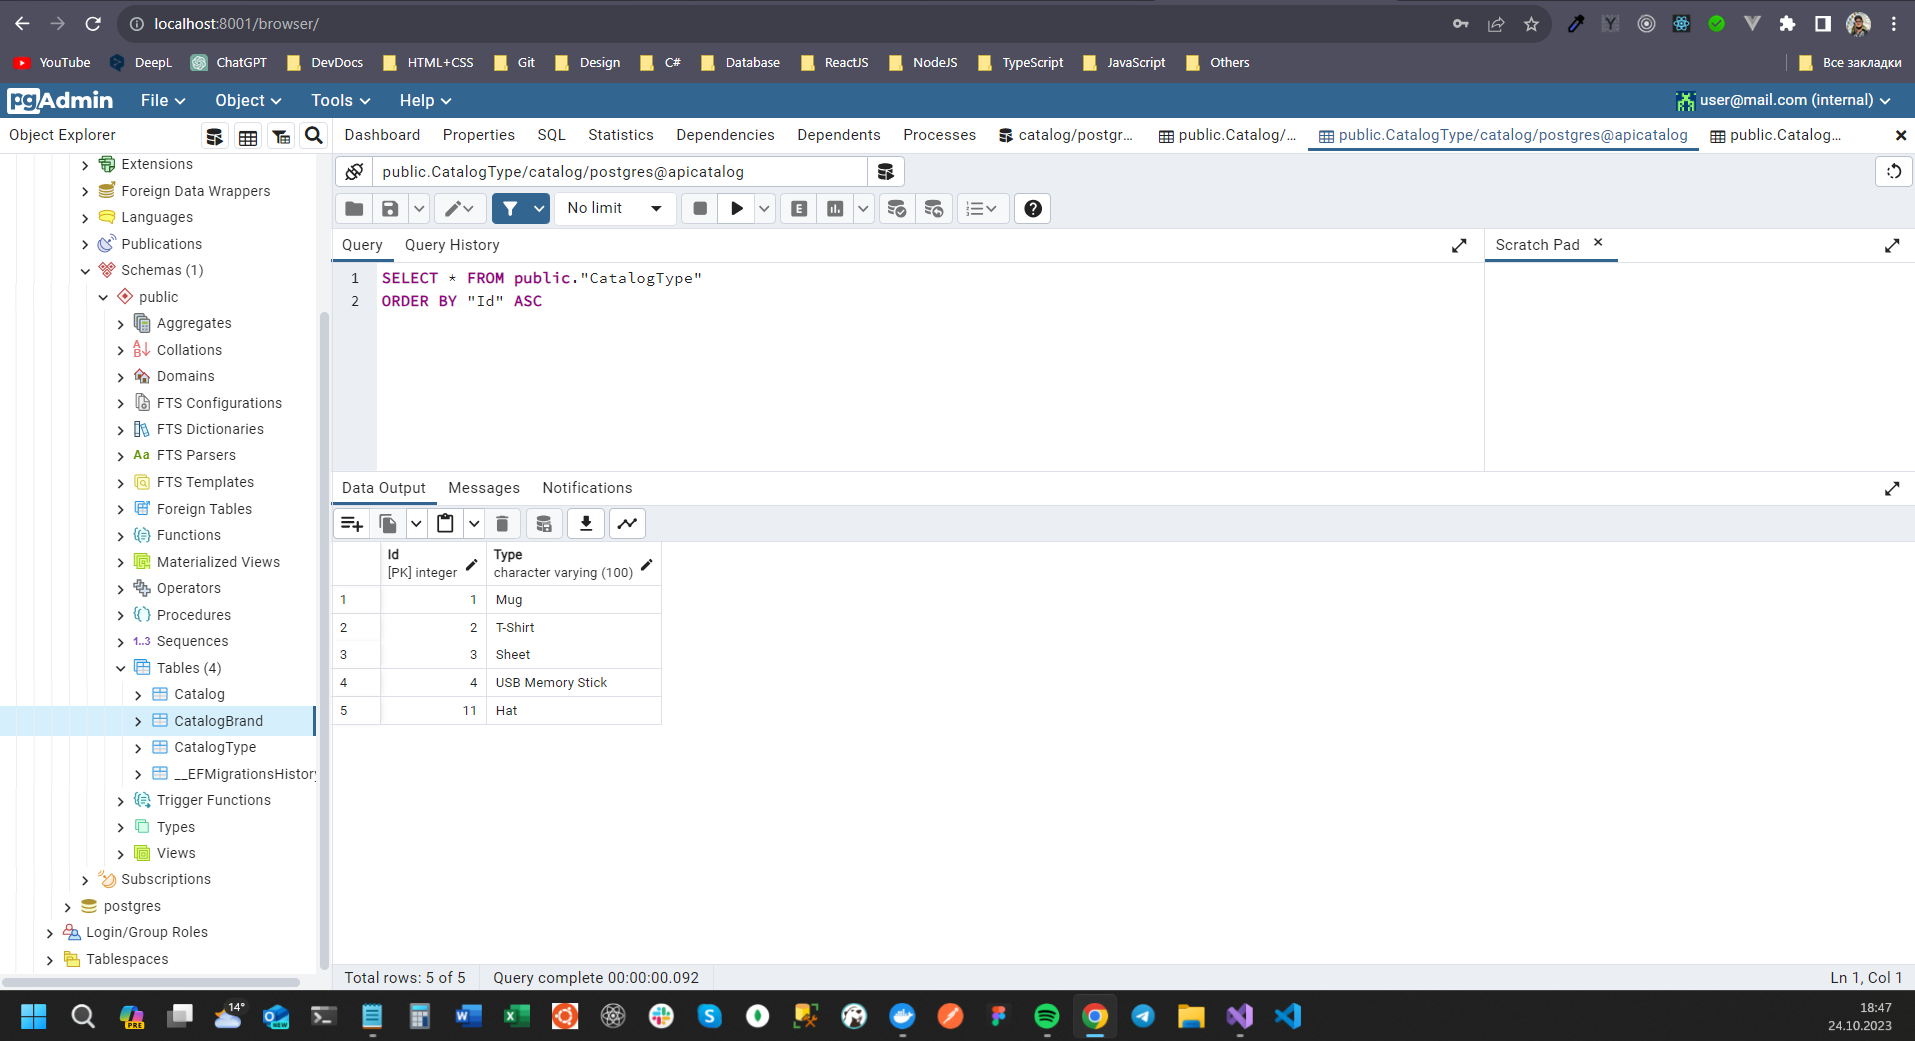 localhost:8001/browser/
YouTube DeepL ChatGPT DevDocs HTML+CSS Git Design C# Database ReactJS NodeJS TypeScript JavaScript Others Все закладки
pgAdmin File Object Tools Help user@mail.com (internal)
Object Explorer
Dashboard Properties SQL Statistics Dependencies Dependents Processes catalog/postgr... public.Catalog/... public.CatalogType/catalog/postgres@apicatalog public.Catalog...
Extensions
Foreign Data Wrappers
Languages
Publications
Schemas (1)
public
Aggregates
Collations
Domains
FTS Configurations
FTS Dictionaries
Aa FTS Parsers
FTS Templates
Foreign Tables
Functions
Materialized Views
Operators
Procedures
1..3 Sequences
Tables (4)
Catalog
CatalogBrand
CatalogType
__EFMigrationsHistory
Trigger Functions
Types
Views
Subscriptions
postgres
Login/Group Roles
Tablespaces
public.CatalogType/catalog/postgres@apicatalog
No limit
E
Query Query History
Scratch Pad
1 SELECT * FROM public."CatalogType"
2 ORDER BY "Id" ASC
Data Output Messages Notifications
Id Type
[PK] integer character varying (100)
1 1 Mug
2 2 T-Shirt
3 3 Sheet
4 4 USB Memory Stick
5 11 Hat
Total rows: 5 of 5 Query complete 00:00:00.092 Ln 1, Col 1
PRE 14° NEW
18:47
24.10.2023